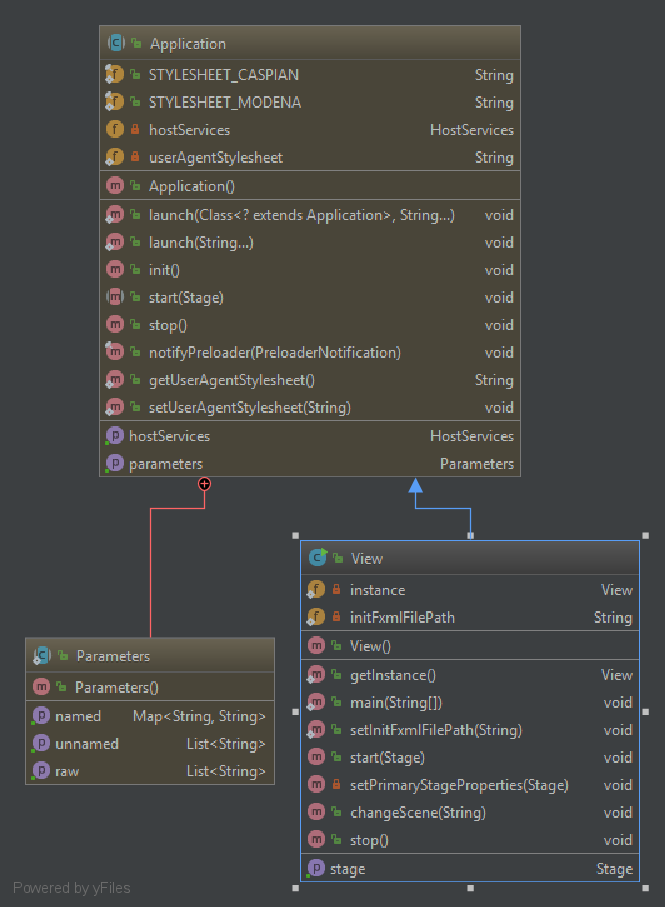 Application
STYLESHEET_CASPIAN String
STYLESHEET_MODENA String
hostServices HostServices
userAgentStylesheet String
Application()
launch(Class<? extends Application>, String...) void
launch(String...) void
init() void
start(Stage) void
stop() void
notifyPreloader(PreloaderNotification) void
getUserAgentStylesheet() String
setUserAgentStylesheet(String) void
hostServices HostServices
parameters Parameters
Parameters
Parameters()
named Map<String, String>
unnamed List<String>
raw List<String>
View
instance View
initFxmlFilePath String
View()
getInstance() View
main(String[]) void
setInitFxmlFilePath(String) void
start(Stage) void
setPrimaryStageProperties(Stage) void
changeScene(String) void
stop() void
stage Stage
Powered by yFiles